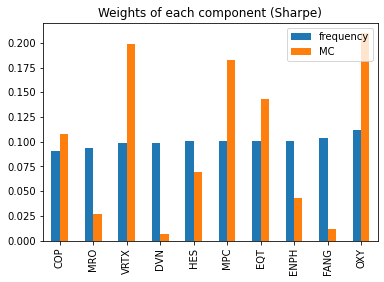 Weights of each component (Sharpe)
frequency
MC
0.200
0.175
0.150
0.125
0.100
0.075
0.050
0.025
0.000
COP
MRO
VRTX
DVN
HES
MPC
EQT
ENPH
FANG
OXY